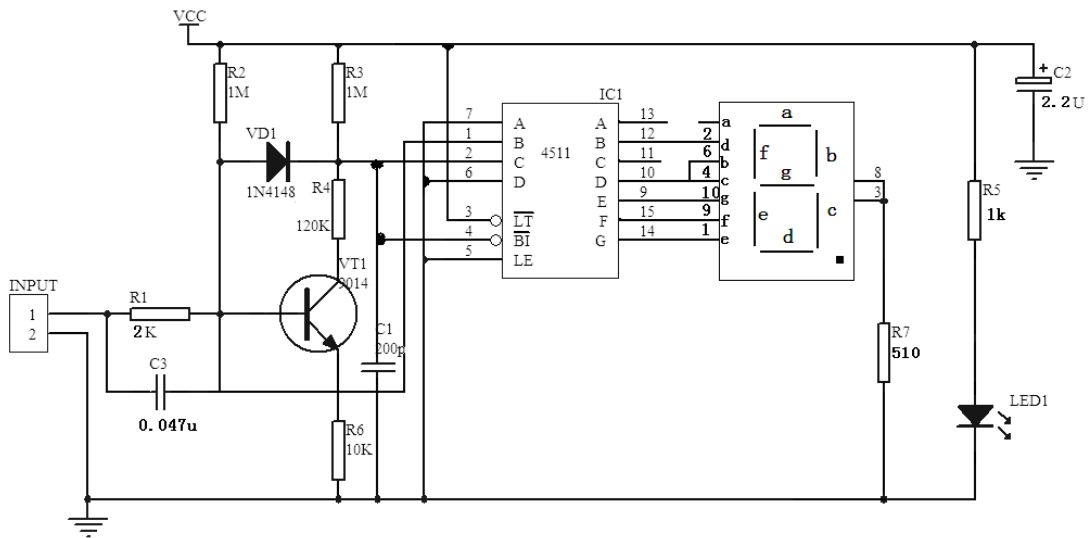 VCC
R2
1M
R3
1M
C2
+
2.2U
VD1
1N4148
R4
120K
IC1
4511
7 A A 13 a
1 B B 12 2 d
2 C C 11 6 b
6 D D 10 4 c
E 9 10 g
3 LT F 15 9 f
4 BI G 14 1 e
5 LE
a
f b
g
e c
d
8
3
R5
1k
VT1
9014
INPUT
1
2
R1
2K
C1
200p
C3
0.047u
R6
10K
R7
510
LED1